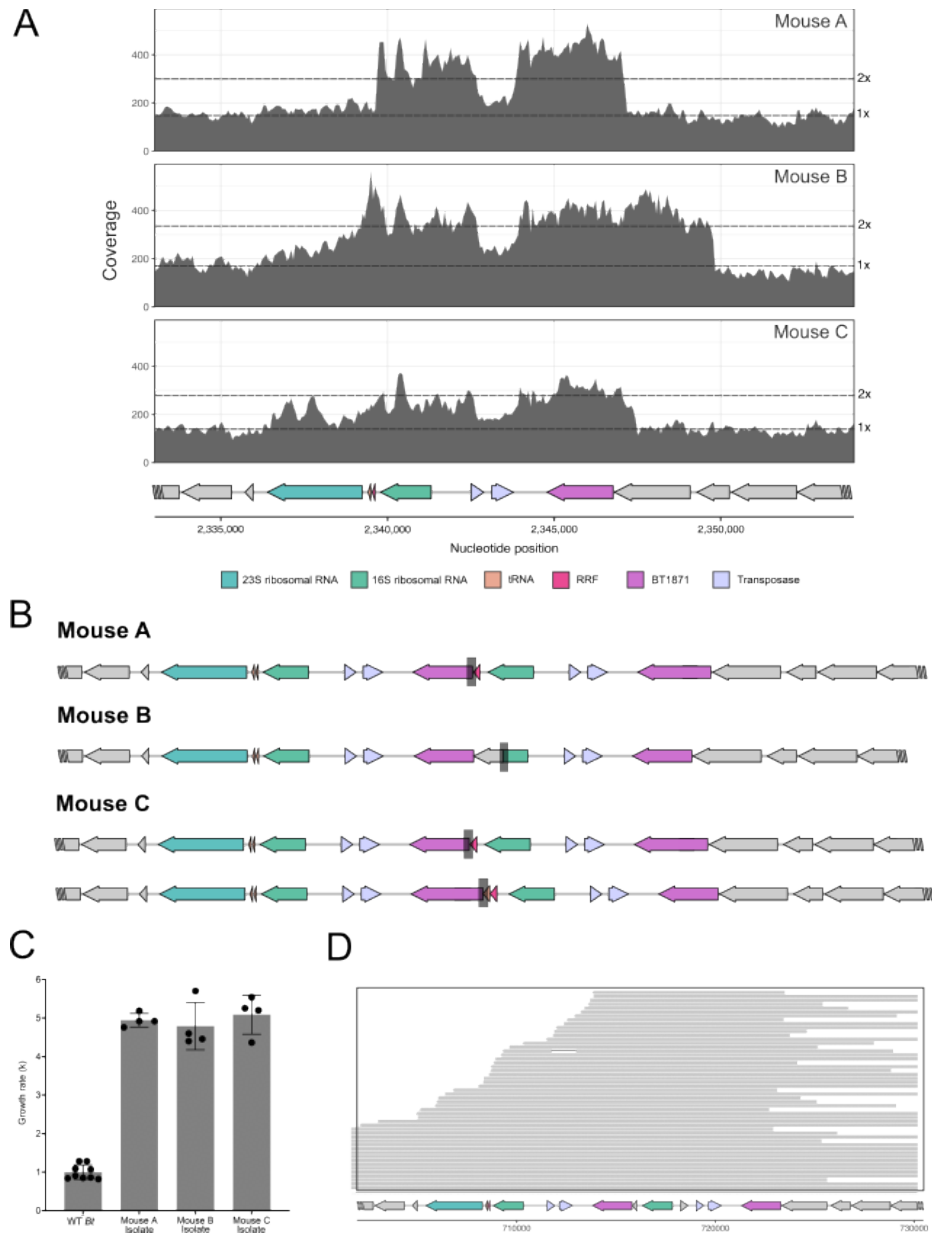 A
Mouse A
400
200
0
2x
1x
Mouse B
400
200
0
2x
1x
Coverage
Mouse C
400
200
0
2x
1x
2,335,000 2,340,000 2,345,000 2,350,000
Nucleotide position
23S ribosomal RNA 16S ribosomal RNA tRNA RRF BT1871 Transposase
B
Mouse A
Mouse B
Mouse C
C
6
5
4
3
2
1
0
Growth rate (k)
WT Bt Mouse A Isolate Mouse B Isolate Mouse C Isolate
D
710000 720000 730000